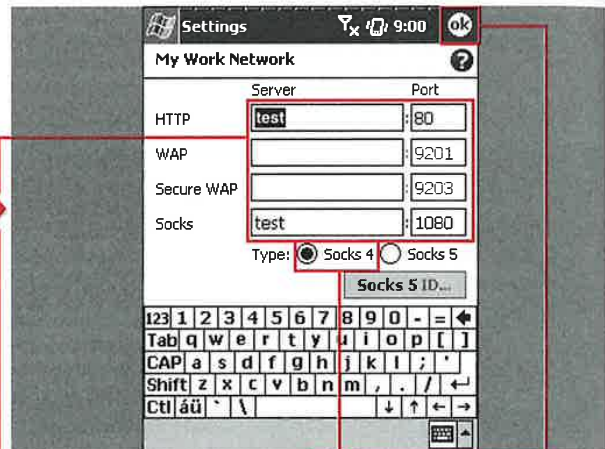 Settings 9:00 ok
My Work Network ?
Server Port
HTTP test : 80
WAP : 9201
Secure WAP : 9203
Socks test : 1080
Type: Socks 4 Socks 5
Socks 5 ID...
123 1 2 3 4 5 6 7 8 9 0 - =
Tab q w e r t y u i o p [ ]
CAP a s d f g h j k l ; '
Shift z x c v b n m , . /
Ctl áü ` \